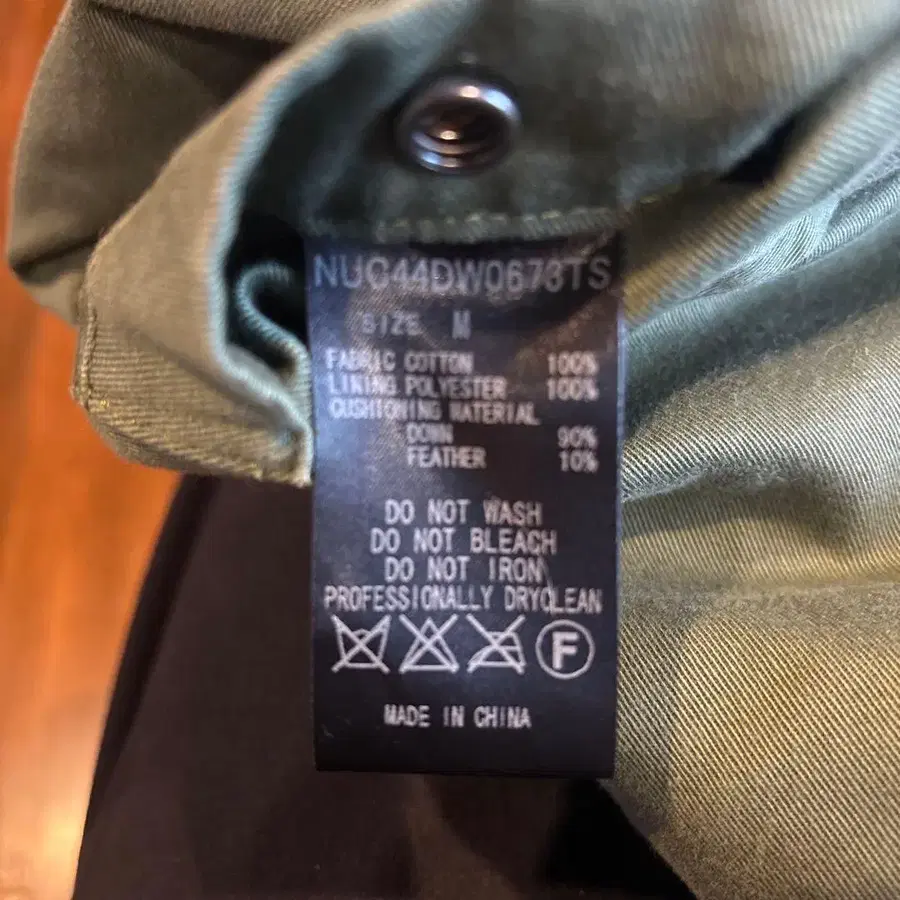 NUC44DW0673TS
SIZE M
FABRIC COTTON 100%
LINING POLYESTER 100%
CUSHIONING MATERIAL
DOWN 90%
FEATHER 10%
DO NOT WASH
DO NOT BLEACH
DO NOT IRON
PROFESSIONALLY DRYCLEAN
F
MADE IN CHINA